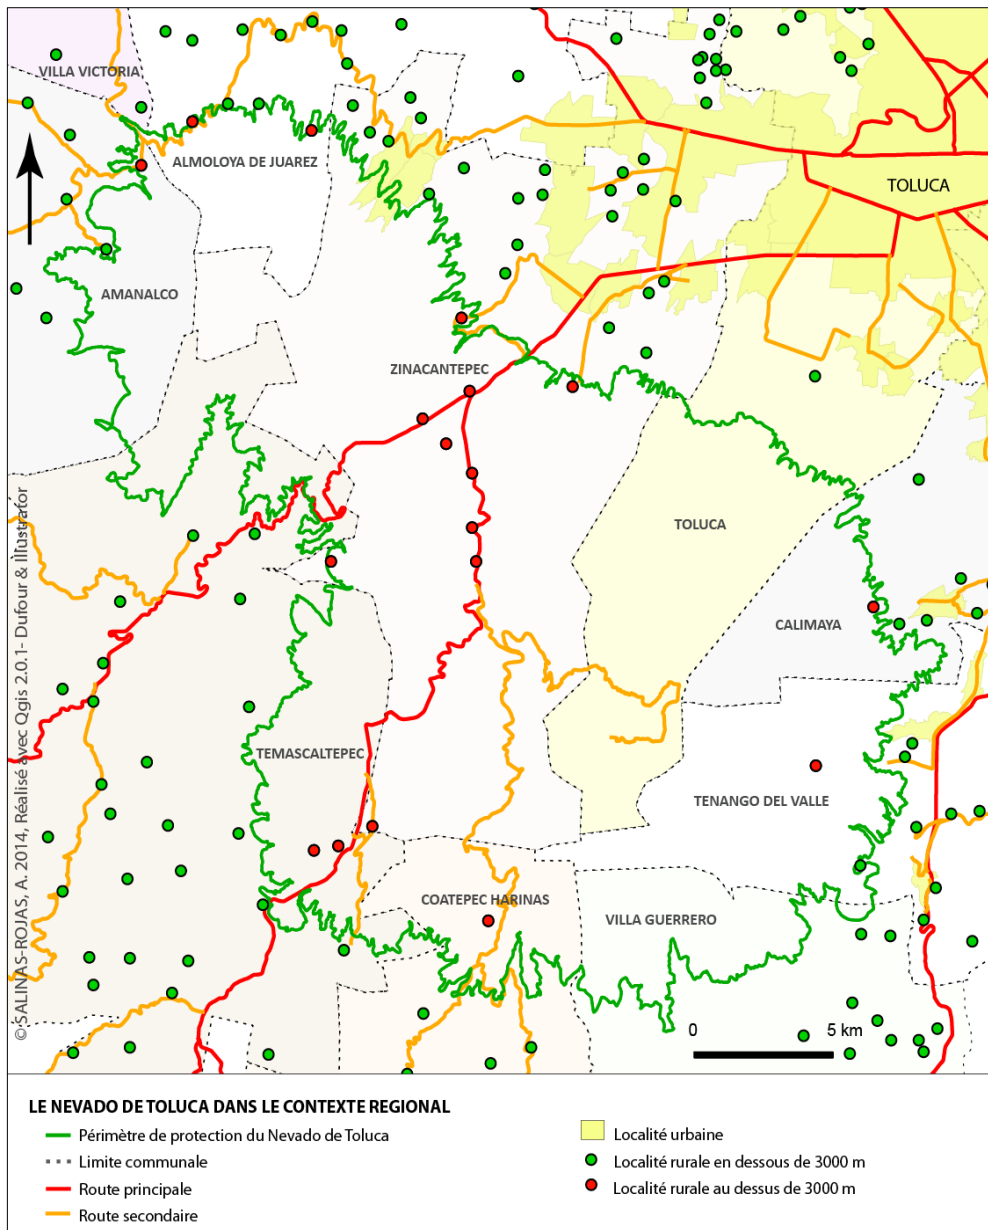 VILLA VICTORIA
ALMOLOYA DE JUAREZ
TOLUCA
AMANALCO
ZINACANTEPEC
TOLUCA
CALIMAYA
TEMASCALTEPEC
TENANGO DEL VALLE
COATEPEC HARINAS
VILLA GUERRERO
© SALINAS-ROJAS, A. 2014, Réalisé avec Qgis 2.0.1- Dufour & Illustrator
0 5 km
LE NEVADO DE TOLUCA DANS LE CONTEXTE REGIONAL
Périmètre de protection du Nevado de Toluca
Limite communale
Route principale
Route secondaire
Localité urbaine
Localité rurale en dessous de 3000 m
Localité rurale au dessus de 3000 m